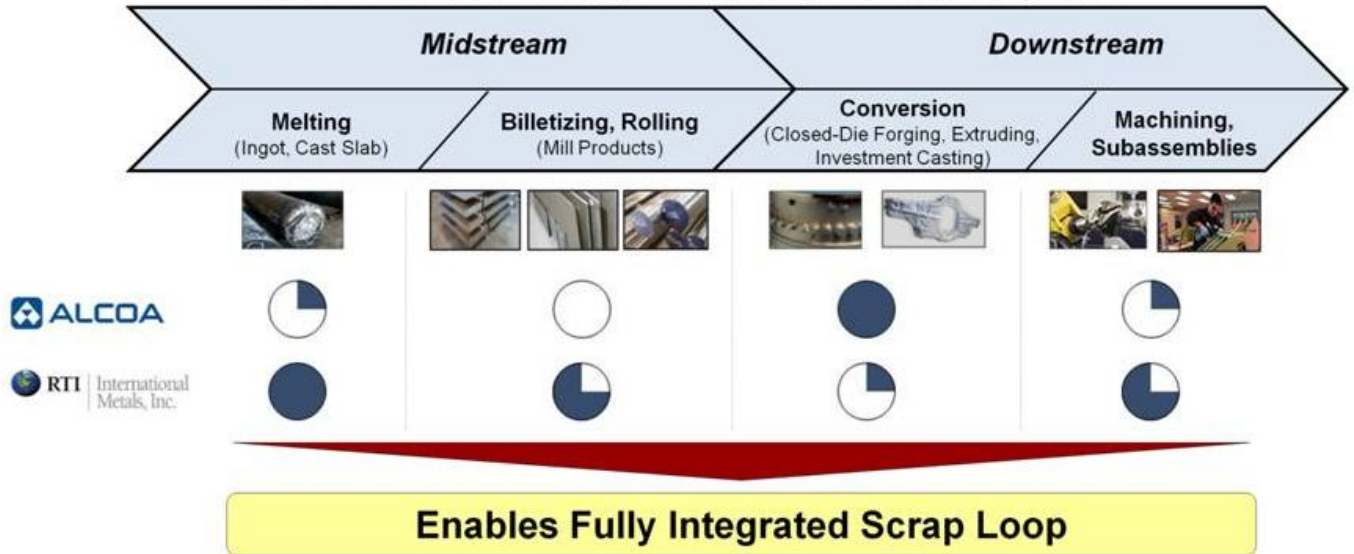 Midstream
Downstream
Melting
(Ingot, Cast Slab)
Billetizing, Rolling
(Mill Products)
Conversion
(Closed-Die Forging, Extruding,
Investment Casting)
Machining,
Subassemblies
ALCOA
RTI
International
Metals, Inc.
Enables Fully Integrated Scrap Loop